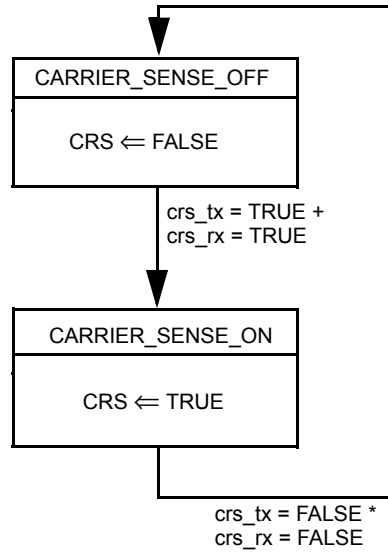 CARRIER_SENSE_OFF
CRS ⇐ FALSE
crs_tx = TRUE +
crs_rx = TRUE
CARRIER_SENSE_ON
CRS ⇐ TRUE
crs_tx = FALSE *
crs_rx = FALSE